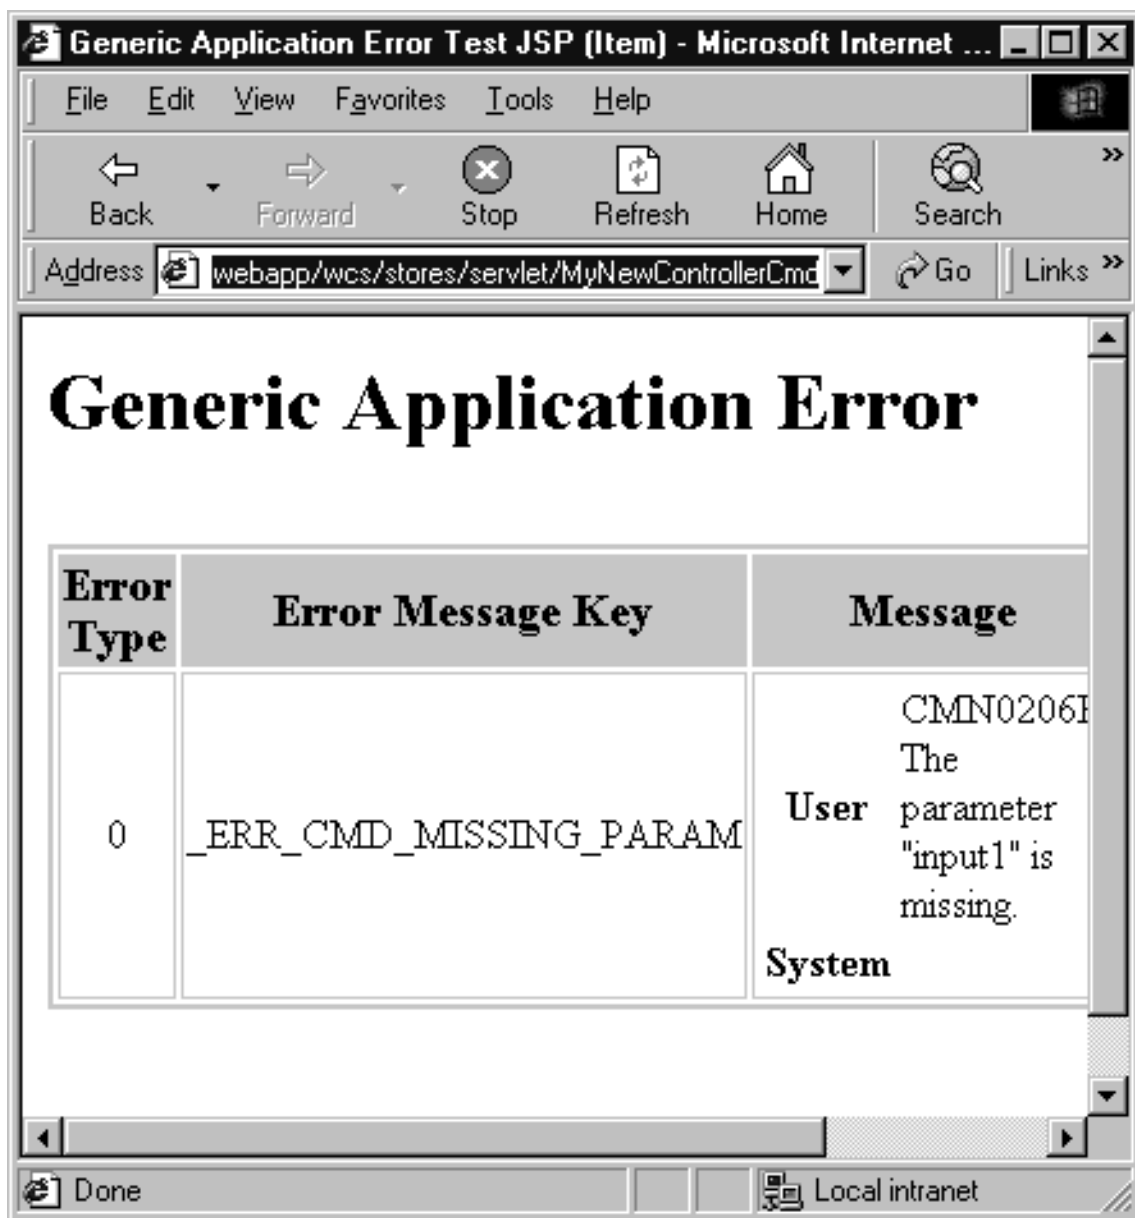 Generic Application Error Test JSP (Item) - Microsoft Internet ...
File Edit View Favorites Tools Help
Back Forward Stop Refresh Home Search »
Address webapp/wcs/stores/servlet/MyNewControllerCmd Go Links »
Generic Application Error
Error Type
Error Message Key
Message
0
_ERR_CMD_MISSING_PARAM
User
CMN0206E
The
parameter
"input1" is
missing.
System
Done
Local intranet